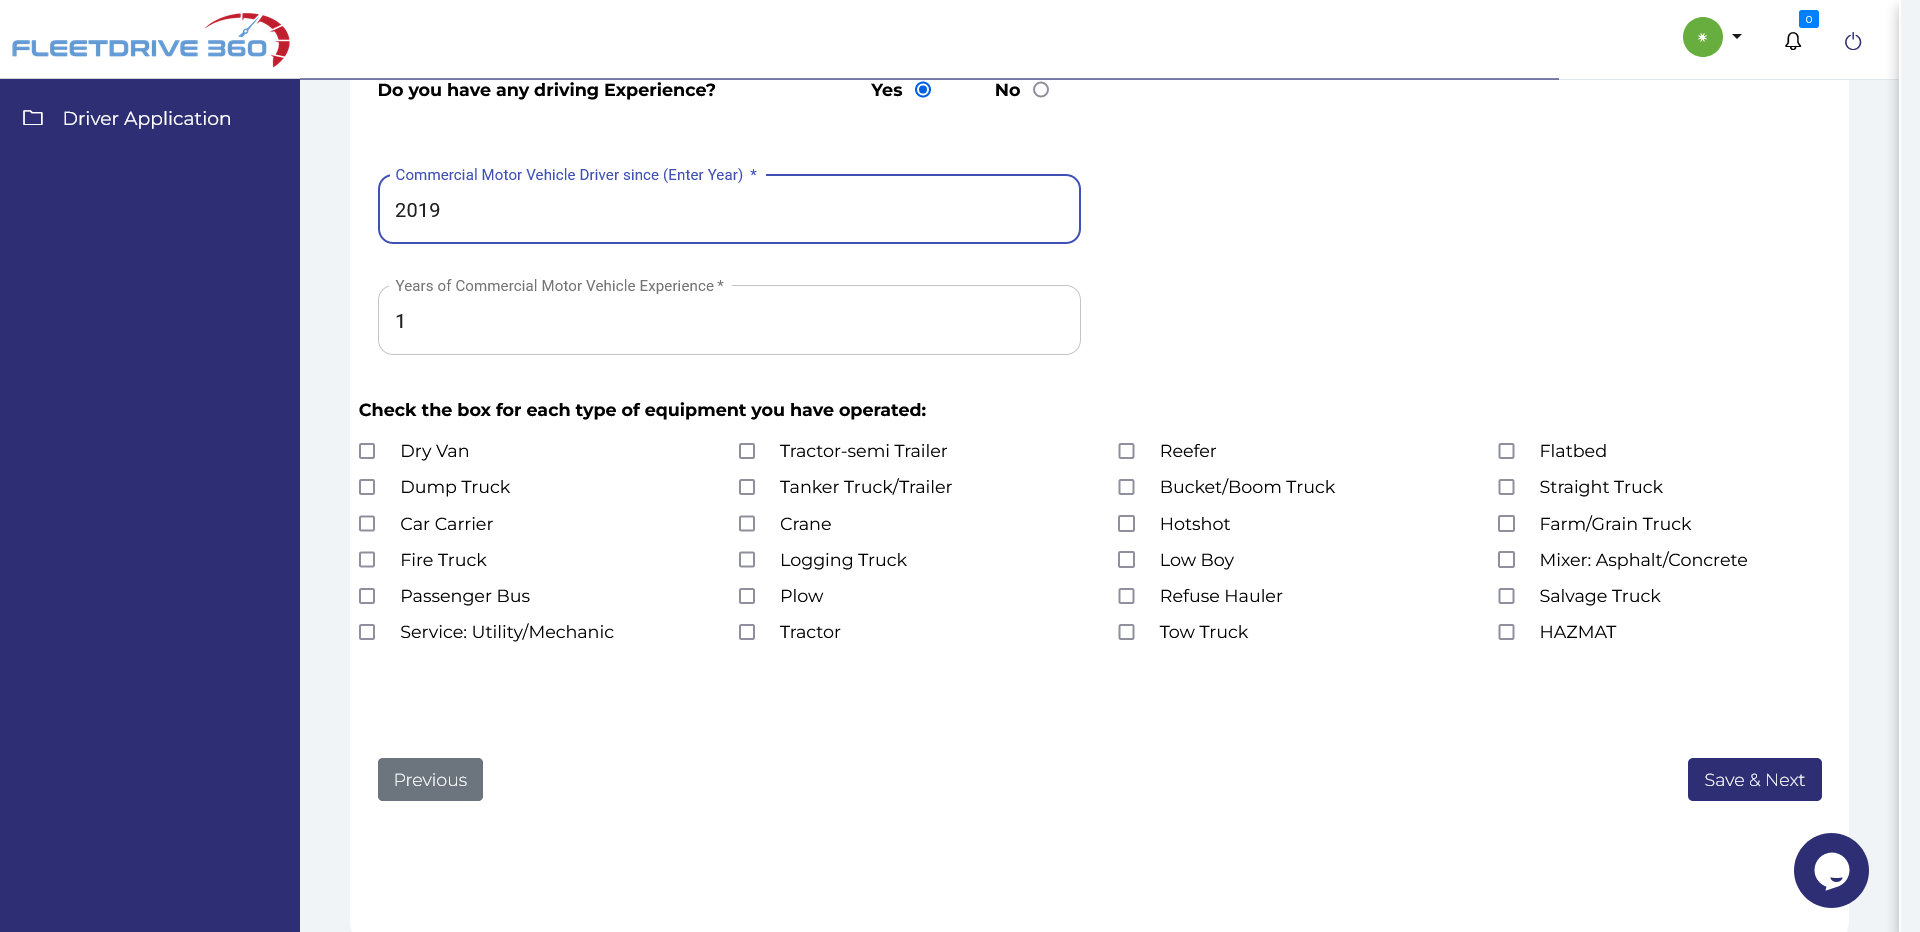 FLEETDRIVE 360
0
Driver Application
Do you have any driving Experience? Yes No
Commercial Motor Vehicle Driver since (Enter Year) *
2019
Years of Commercial Motor Vehicle Experience *
1
Check the box for each type of equipment you have operated:
Dry Van Tractor-semi Trailer Reefer Flatbed
Dump Truck Tanker Truck/Trailer Bucket/Boom Truck Straight Truck
Car Carrier Crane Hotshot Farm/Grain Truck
Fire Truck Logging Truck Low Boy Mixer: Asphalt/Concrete
Passenger Bus Plow Refuse Hauler Salvage Truck
Service: Utility/Mechanic Tractor Tow Truck HAZMAT
Previous Save & Next